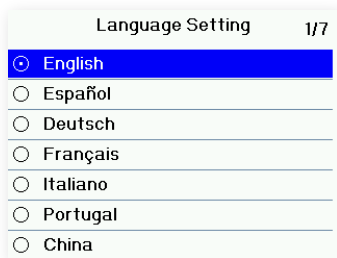 Language Setting 1/7
English
Español
Deutsch
Français
Italiano
Portugal
China